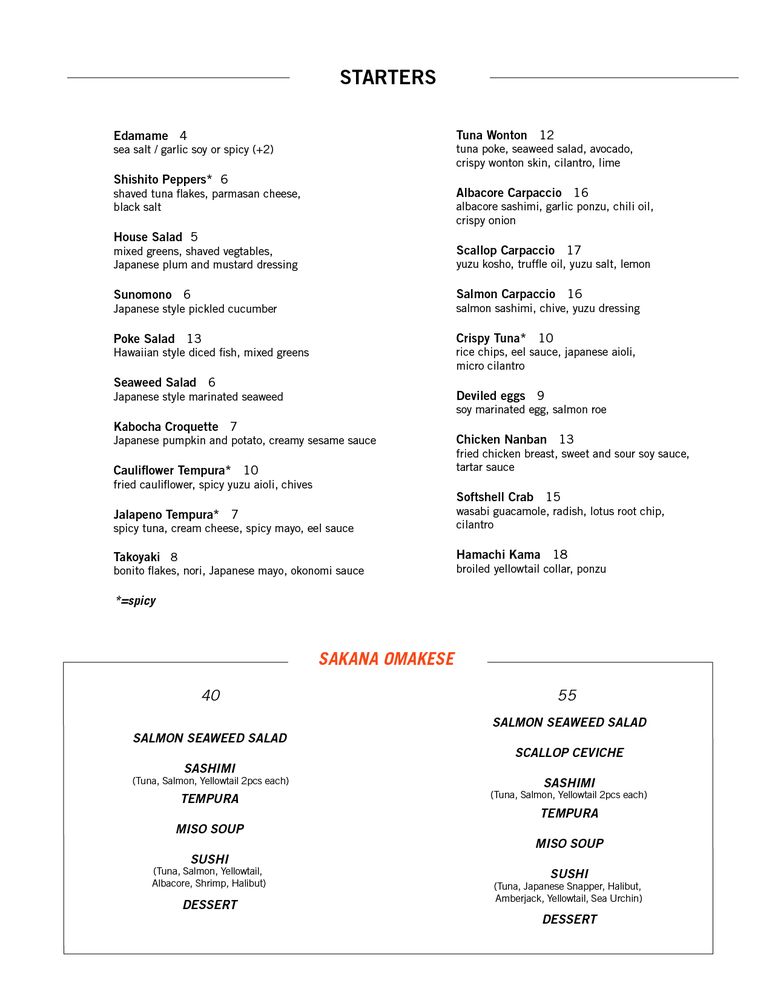 STARTERS
Edamame 4
sea salt / garlic soy or spicy (+2)
Shishito Peppers* 6
shaved tuna flakes, parmasan cheese,
black salt
House Salad 5
mixed greens, shaved vegtables,
Japanese plum and mustard dressing
Sunomono 6
Japanese style pickled cucumber
Poke Salad 13
Hawaiian style diced fish, mixed greens
Seaweed Salad 6
Japanese style marinated seaweed
Kabocha Croquette 7
Japanese pumpkin and potato, creamy sesame sauce
Cauliflower Tempura* 10
fried cauliflower, spicy yuzu aioli, chives
Jalapeno Tempura* 7
spicy tuna, cream cheese, spicy mayo, eel sauce
Takoyaki 8
bonito flakes, nori, Japanese mayo, okonomi sauce
*=spicy
Tuna Wonton 12
tuna poke, seaweed salad, avocado,
crispy wonton skin, cilantro, lime
Albacore Carpaccio 16
albacore sashimi, garlic ponzu, chili oil,
crispy onion
Scallop Carpaccio 17
yuzu kosho, truffle oil, yuzu salt, lemon
Salmon Carpaccio 16
salmon sashimi, chive, yuzu dressing
Crispy Tuna* 10
rice chips, eel sauce, japanese aioli,
micro cilantro
Deviled eggs 9
soy marinated egg, salmon roe
Chicken Nanban 13
fried chicken breast, sweet and sour soy sauce,
tartar sauce
Softshell Crab 15
wasabi guacamole, radish, lotus root chip,
cilantro
Hamachi Kama 18
broiled yellowtail collar, ponzu
SAKANA OMAKESE
40
SALMON SEAWEED SALAD
SASHIMI
(Tuna, Salmon, Yellowtail 2pcs each)
TEMPURA
MISO SOUP
SUSHI
(Tuna, Salmon, Yellowtail,
Albacore, Shrimp, Halibut)
DESSERT
55
SALMON SEAWEED SALAD
SCALLOP CEVICHE
SASHIMI
(Tuna, Salmon, Yellowtail 2pcs each)
TEMPURA
MISO SOUP
SUSHI
(Tuna, Japanese Snapper, Halibut,
Amberjack, Yellowtail, Sea Urchin)
DESSERT